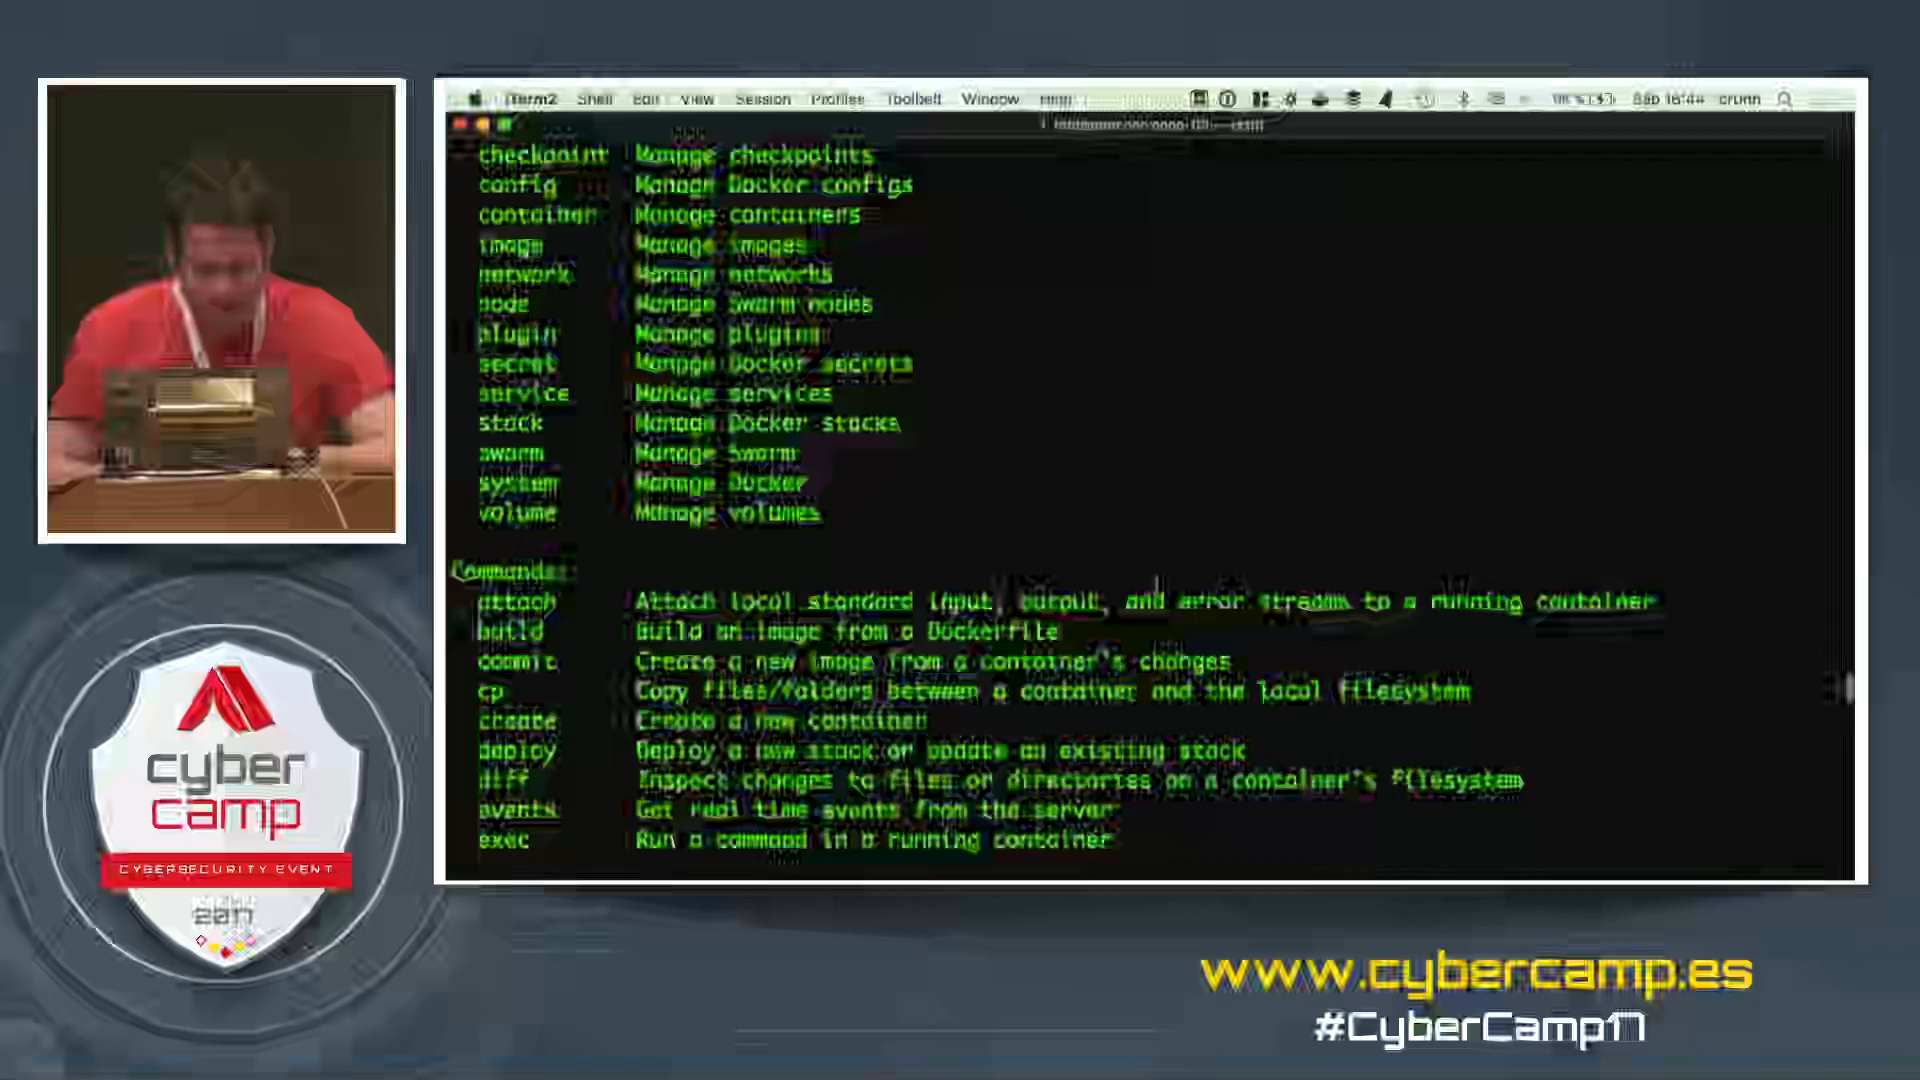 iTerm2 Shell Edit View Session Profiles Toolbelt Window Help
checkpoint Manage checkpoints
config Manage Docker configs
container Manage containers
image Manage images
network Manage networks
node Manage Swarm nodes
plugin Manage plugins
secret Manage Docker secrets
service Manage services
stack Manage Docker stacks
swarm Manage Swarm
system Manage Docker
volume Manage volumes
Commands:
attach Attach local standard input, output, and error streams to a running container
build Build an image from a Dockerfile
commit Create a new image from a container's changes
cp Copy files/folders between a container and the local filesystem
create Create a new container
deploy Deploy a new stack or update an existing stack
diff Inspect changes to files or directories on a container's filesystem
events Get real time events from the server
exec Run a command in a running container
cyber
camp
CYBERSECURITY EVENT
2017
www.cybercamp.es
#CyberCamp17